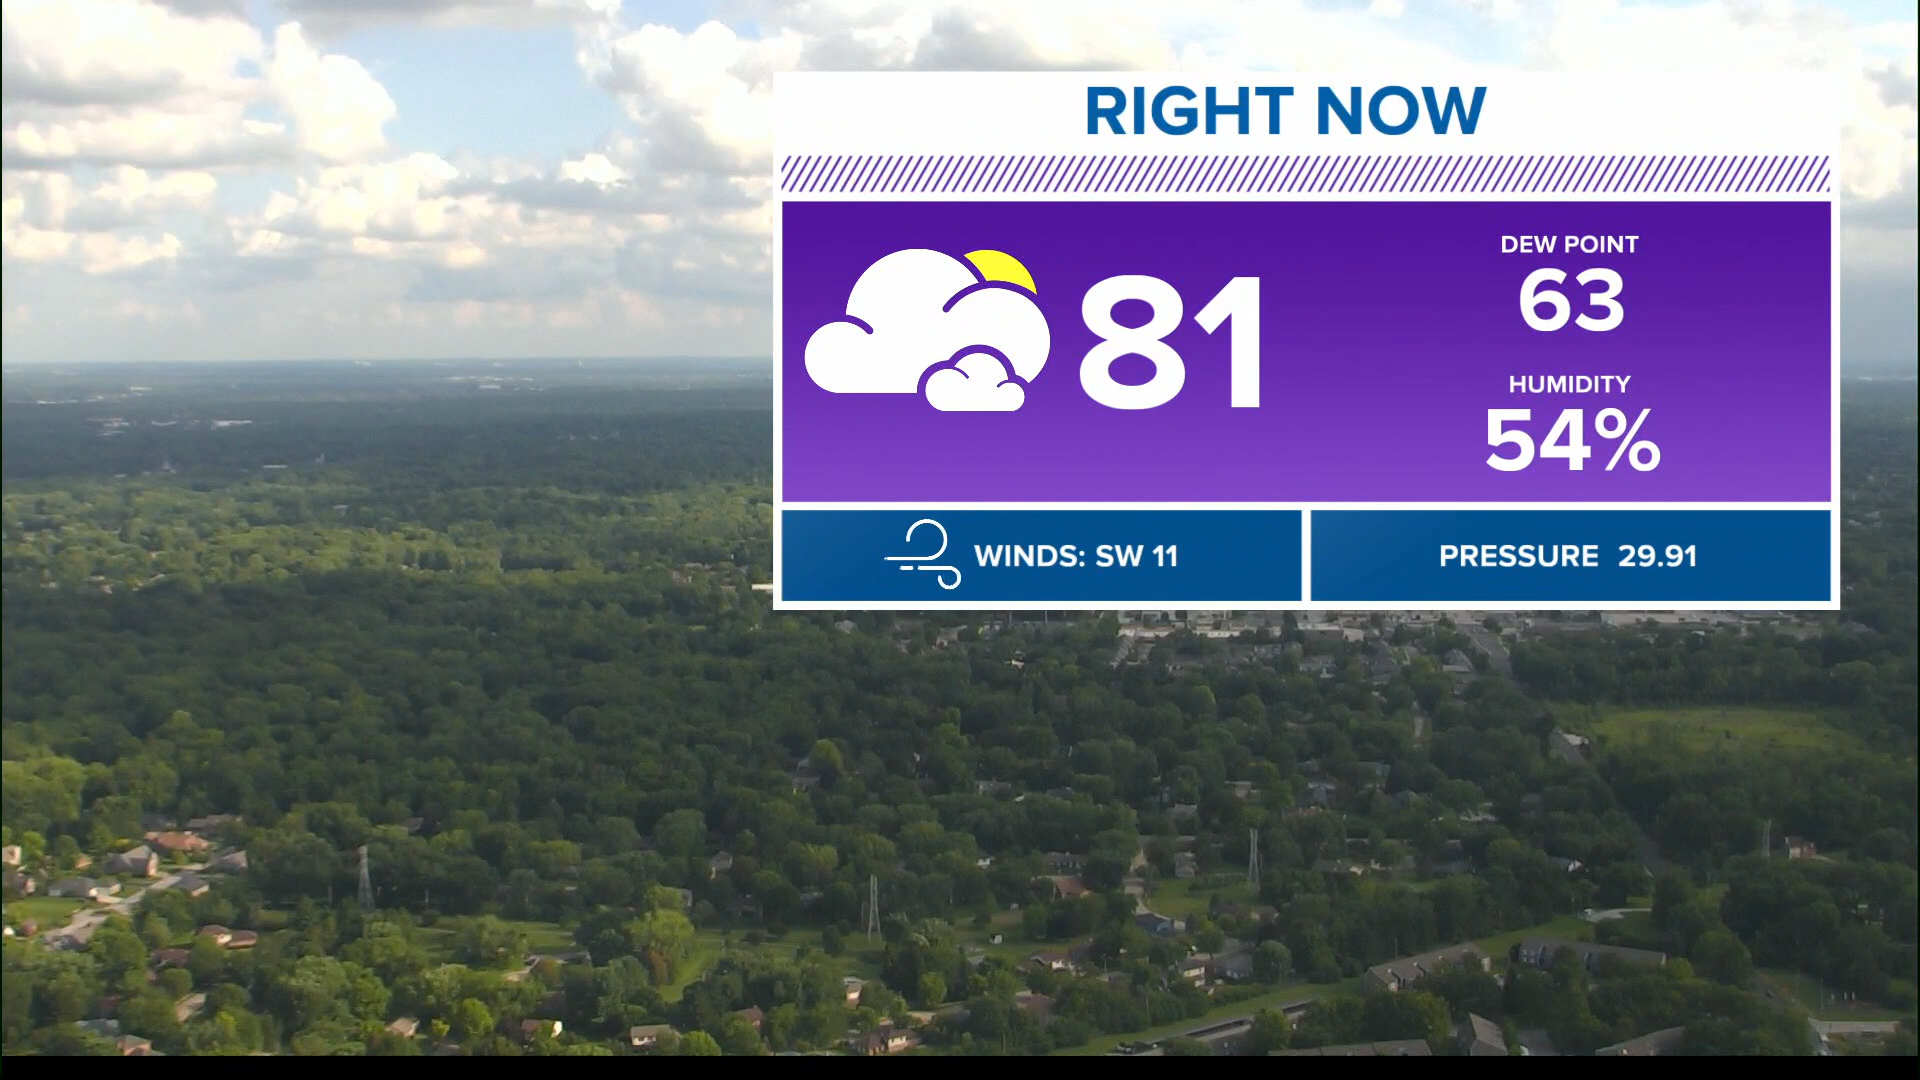 RIGHT NOW
81
DEW POINT
63
HUMIDITY
54%
WINDS: SW 11
PRESSURE 29.91